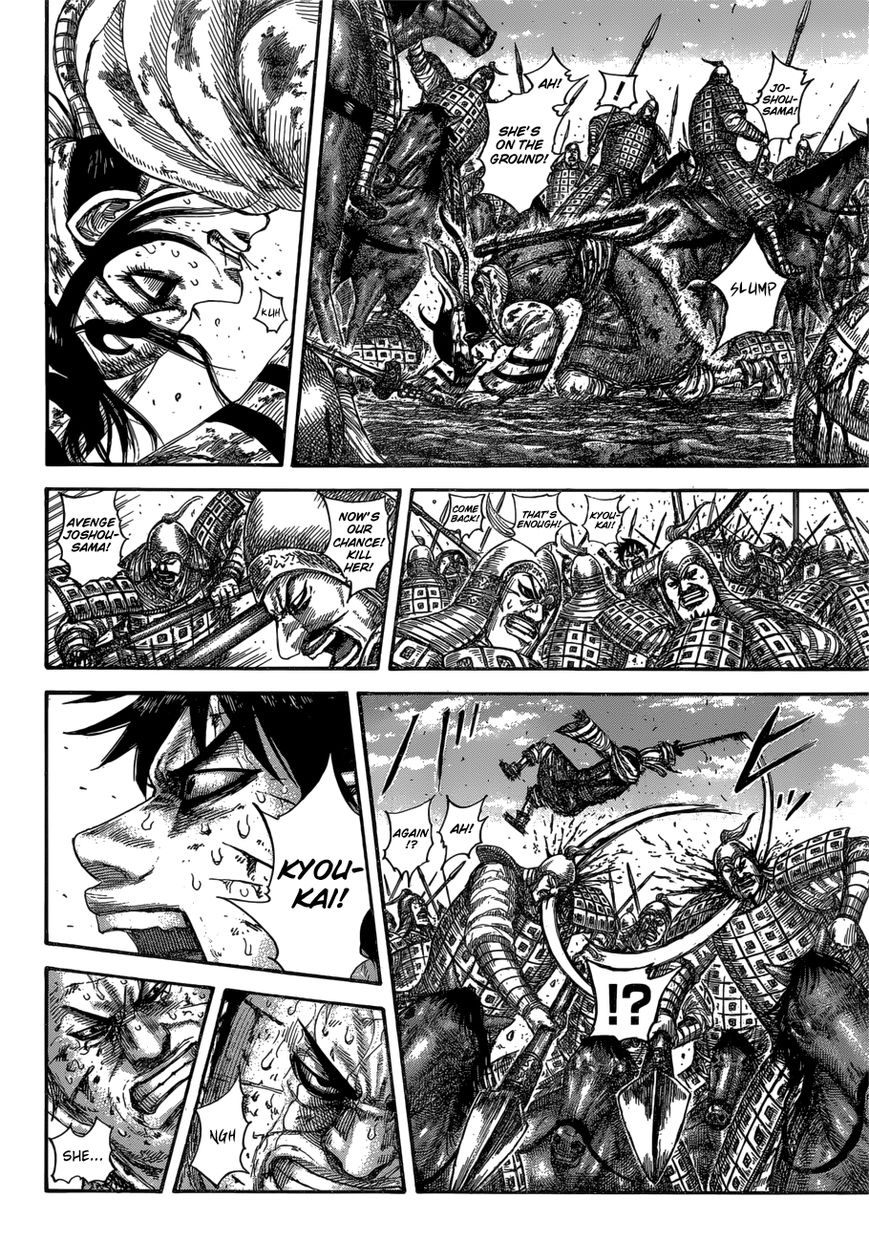 JO-
SHOU-
SAMA!
!
AH!
SHE'S
ON THE
GROUND!
SLUMP
KUH
KYOU-
KAI!
THAT'S
ENOUGH!
COME
BACK!
NOW'S
OUR
CHANCE!
KILL
HER!
AVENGE
JOSHOU-
SAMA!
AH!
AGAIN
!?
!?
KYOU-
KAI!
NGH
SHE...